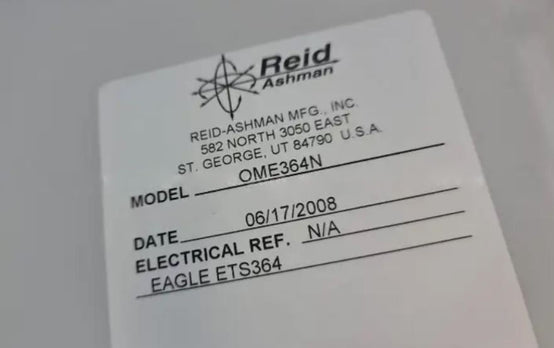 Reid
Ashman
REID-ASHMAN MFG., INC.
582 NORTH 3050 EAST
ST. GEORGE, UT 84790 U.S.A.
MODEL OME364N
DATE 06/17/2008
ELECTRICAL REF. N/A
EAGLE ETS364